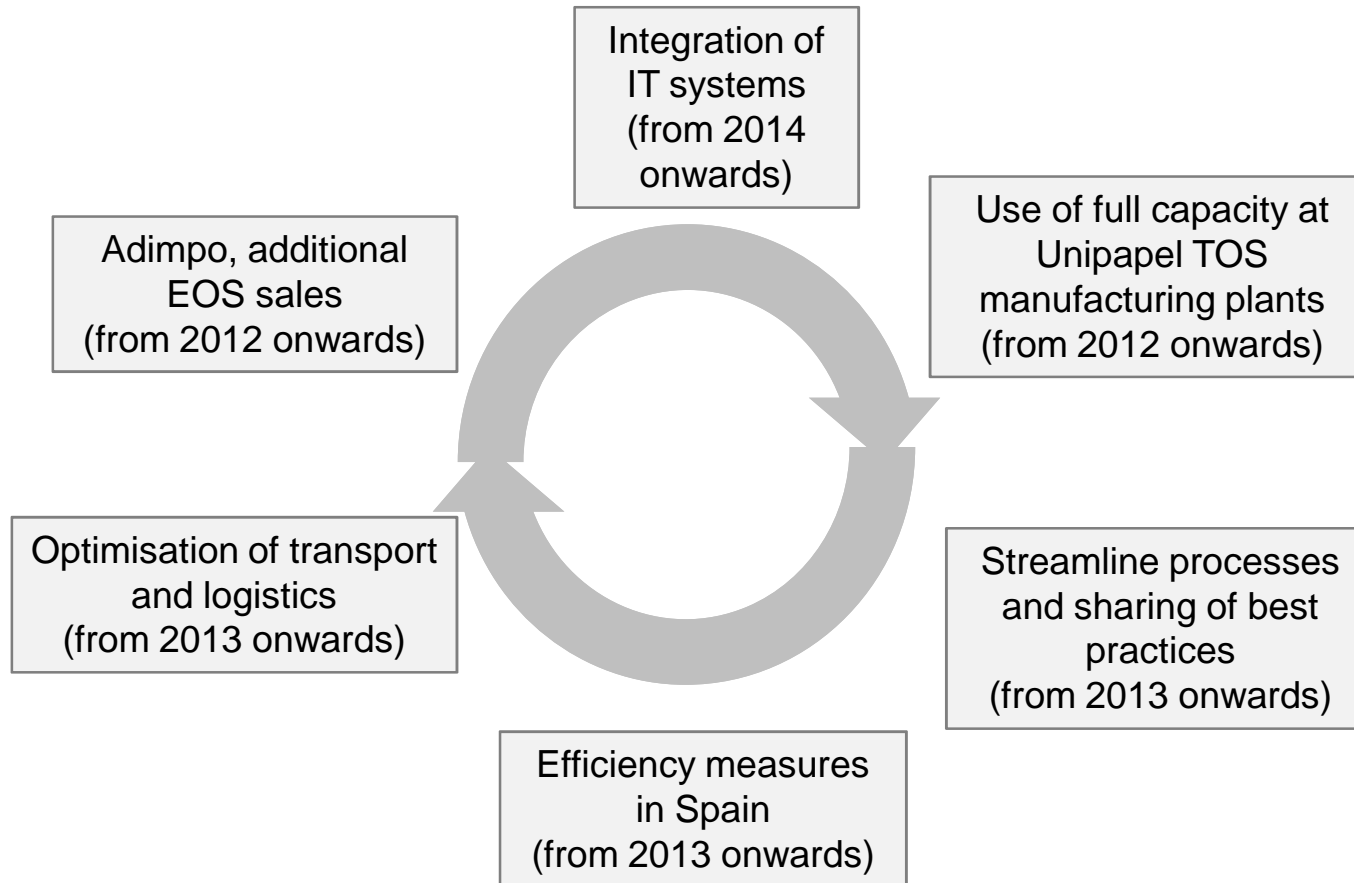 Integration of
IT systems
(from 2014
onwards)
Use of full capacity at
Unipapel TOS
manufacturing plants
(from 2012 onwards)
Streamline processes
and sharing of best
practices
(from 2013 onwards)
Efficiency measures
in Spain
(from 2013 onwards)
Optimisation of transport
and logistics
(from 2013 onwards)
Adimpo, additional
EOS sales
(from 2012 onwards)